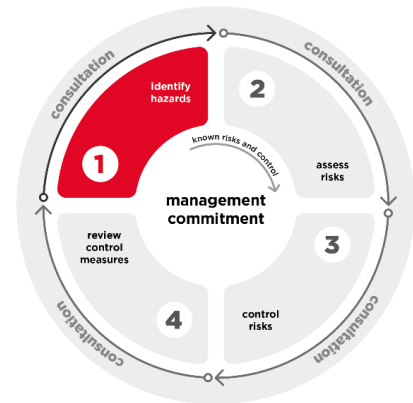 consultation
consultation
identify
hazards
1
2
assess
risks
known risks and control
management
commitment
3
control
risks
review
control
measures
4
consultation
consultation